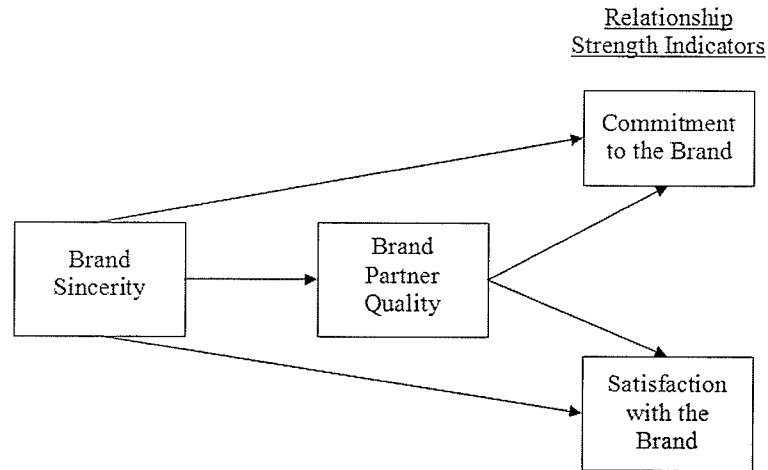 Relationship
Strength Indicators
Commitment
to the Brand
Brand
Sincerity
Brand
Partner
Quality
Satisfaction
with the
Brand